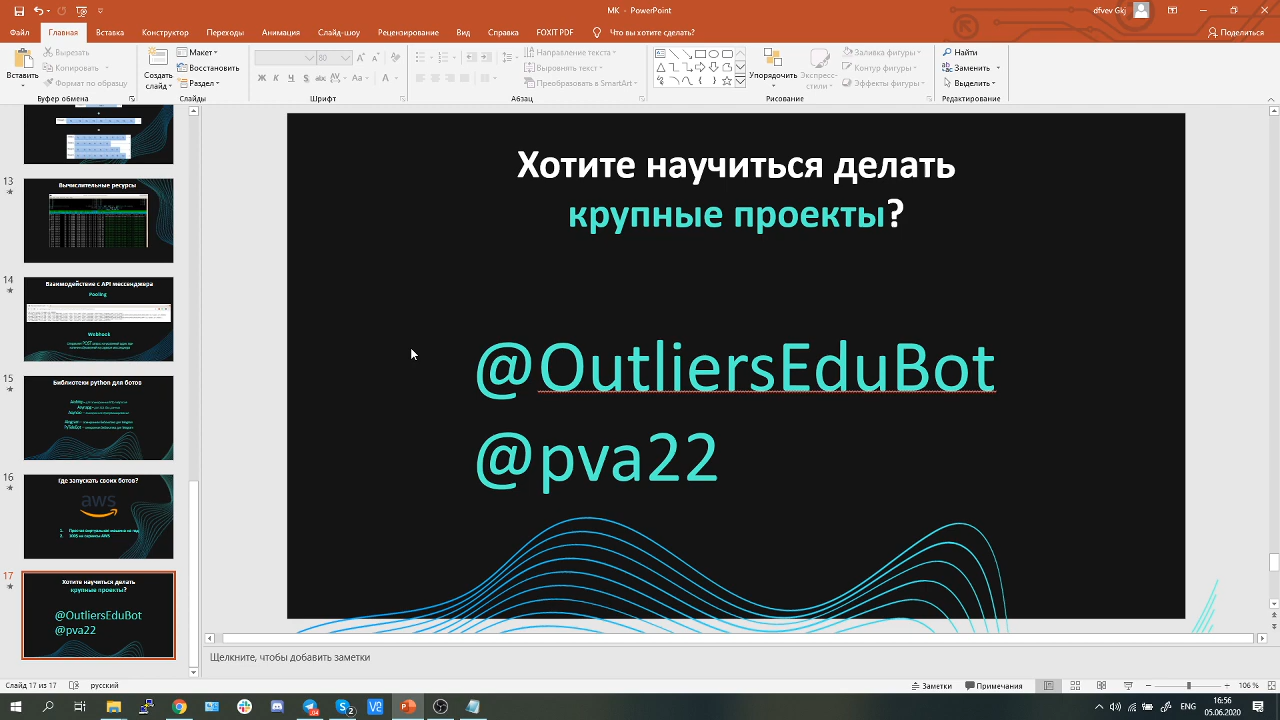 МК - PowerPoint
dfvev Gkj
Файл
Главная
Вставка
Конструктор
Переходы
Анимация
Слайд-шоу
Рецензирование
Вид
Справка
FOXIT PDF
Что вы хотите сделать?
Поделиться
Вставить
Вырезать
Копировать
Формат по образцу
Буфер обмена
Создать слайд
Макет
Восстановить
Раздел
Слайды
80
Шрифт
Направление текста
Выровнять текст
Преобразовать в SmartArt
Абзац
Упорядочить
Экспресс-стили
Заливка фигуры
Контур фигуры
Эффекты фигуры
Рисование
Найти
Заменить
Выделить
Редактирование
13
Вычислительные ресурсы
14
Взаимодействие с API мессенджера
Pooling
Webhook
15
Библиотеки python для ботов
16
Где запускать своих ботов?
aws
17
Хотите научиться делать
крупные проекты?
@OutliersEduBot
@pva22
Хотите научиться делать
крупные проекты?
@OutliersEduBot
@pva22
Щелкните, чтобы добавить заметки
Слайд 17 из 17
русский
Заметки
Примечания
106 %
ENG
16:56
05.06.2020